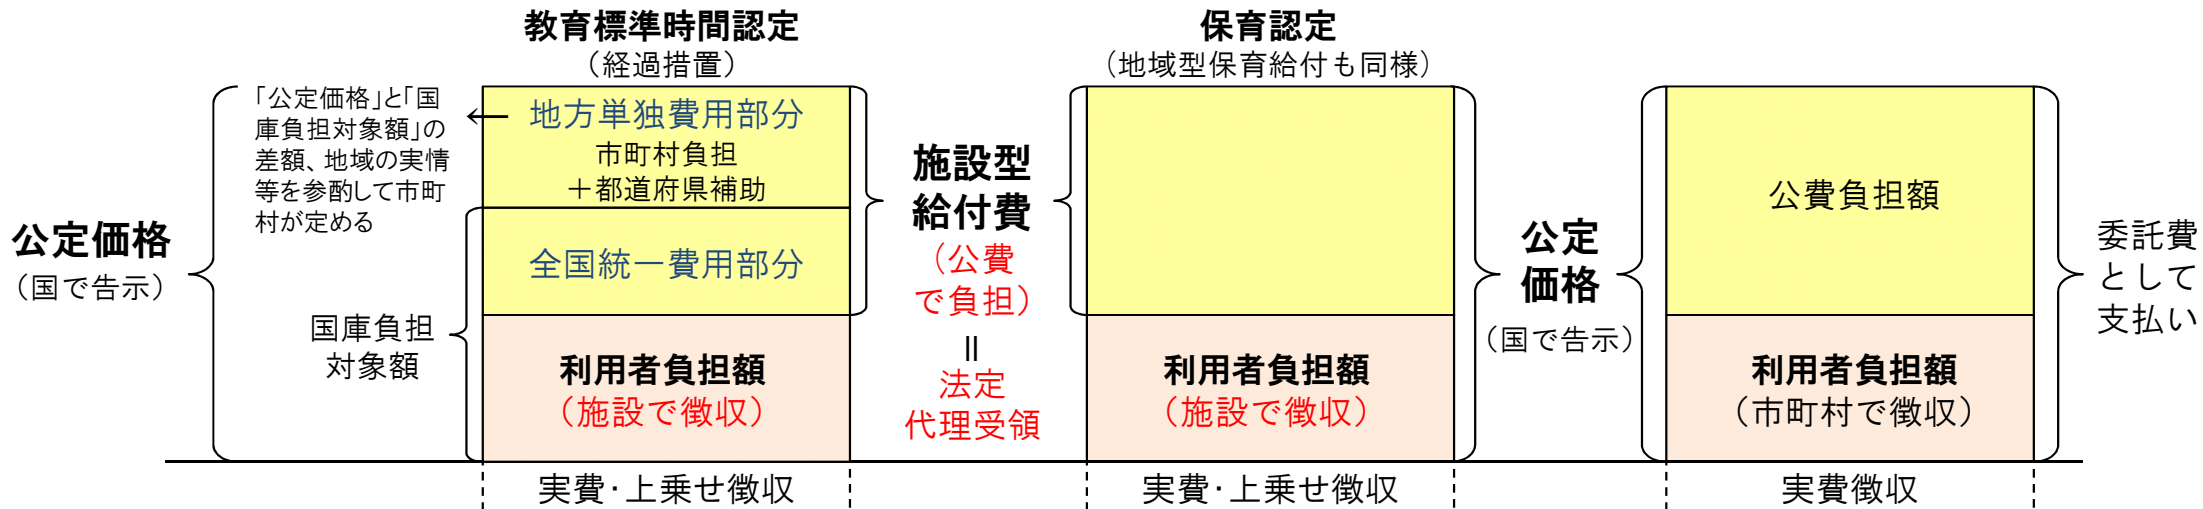 教育標準時間認定
（経過措置）
保育認定
（地域型保育給付も同様）
「公定価格」と「国
庫負担対象額」の
差額、地域の実情
等を参酌して市町
村が定める
←
地方単独費用部分
市町村負担
＋都道府県補助
全国統一費用部分
公定価格
（国で告示）
国庫負担
対象額
利用者負担額
（施設で徴収）
実費・上乗せ徴収
施設型
給付費
（公費
で負担）
＝
法定
代理受領
利用者負担額
（施設で徴収）
実費・上乗せ徴収
公定
価格
（国で告示）
公費負担額
利用者負担額
（市町村で徴収）
実費徴収
委託費
として
支払い